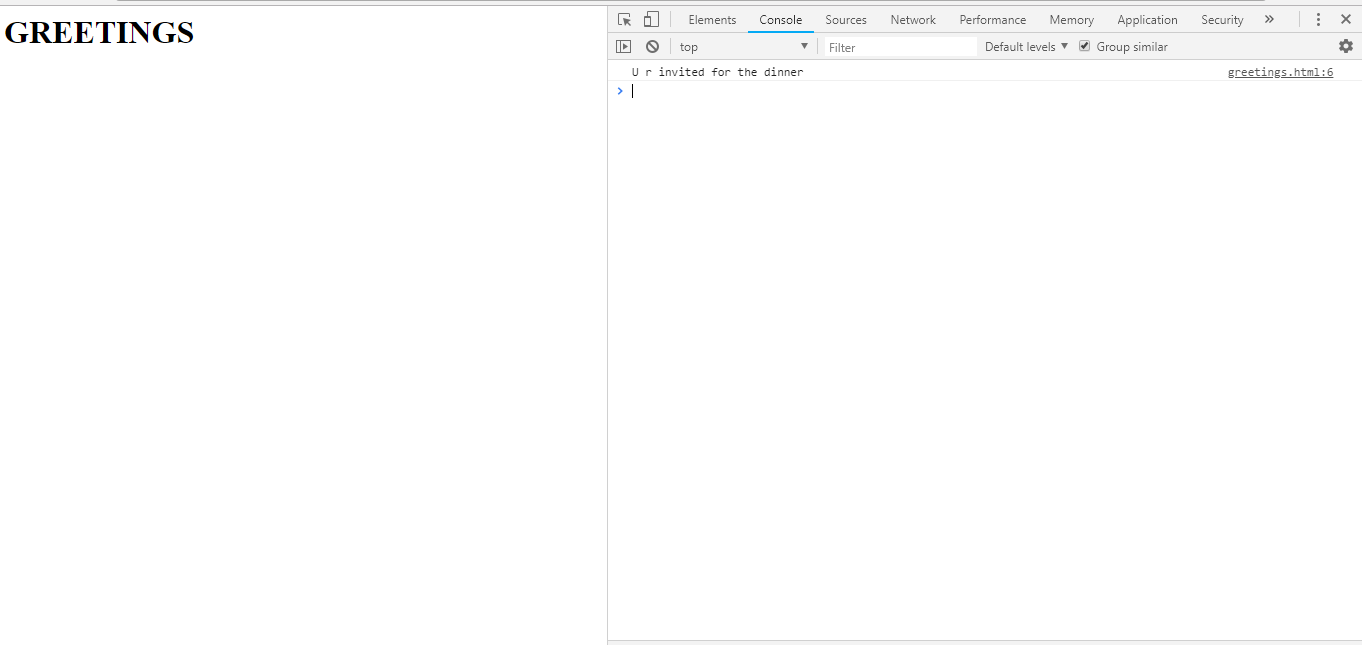 GREETINGS
Elements Console Sources Network Performance Memory Application Security »
top ▼ Filter Default levels ▼ Group similar
U r invited for the dinner greetings.html:6
>